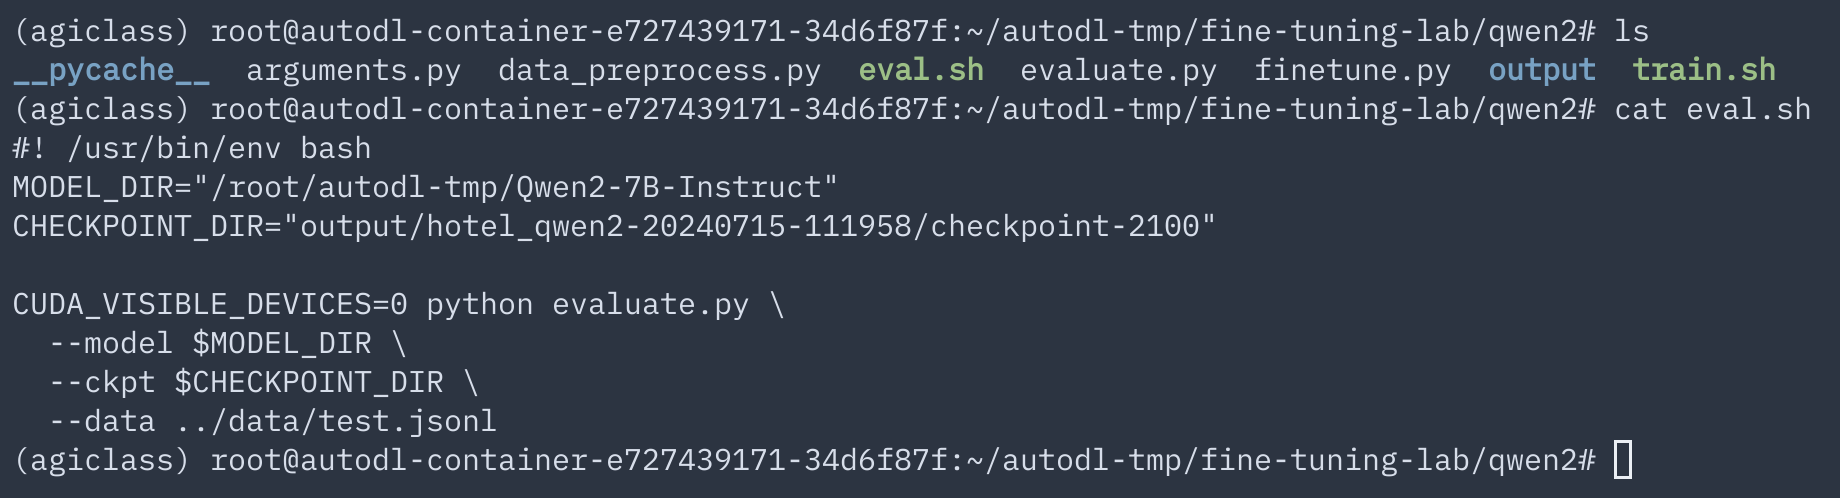 (agiclass) root@autodl-container-e727439171-34d6f87f:~/autodl-tmp/fine-tuning-lab/qwen2# ls
__pycache__  arguments.py  data_preprocess.py  eval.sh  evaluate.py  finetune.py  output  train.sh
(agiclass) root@autodl-container-e727439171-34d6f87f:~/autodl-tmp/fine-tuning-lab/qwen2# cat eval.sh
#! /usr/bin/env bash
MODEL_DIR="/root/autodl-tmp/Qwen2-7B-Instruct"
CHECKPOINT_DIR="output/hotel_qwen2-20240715-111958/checkpoint-2100"

CUDA_VISIBLE_DEVICES=0 python evaluate.py \
  --model $MODEL_DIR \
  --ckpt $CHECKPOINT_DIR \
  --data ../data/test.jsonl
(agiclass) root@autodl-container-e727439171-34d6f87f:~/autodl-tmp/fine-tuning-lab/qwen2#